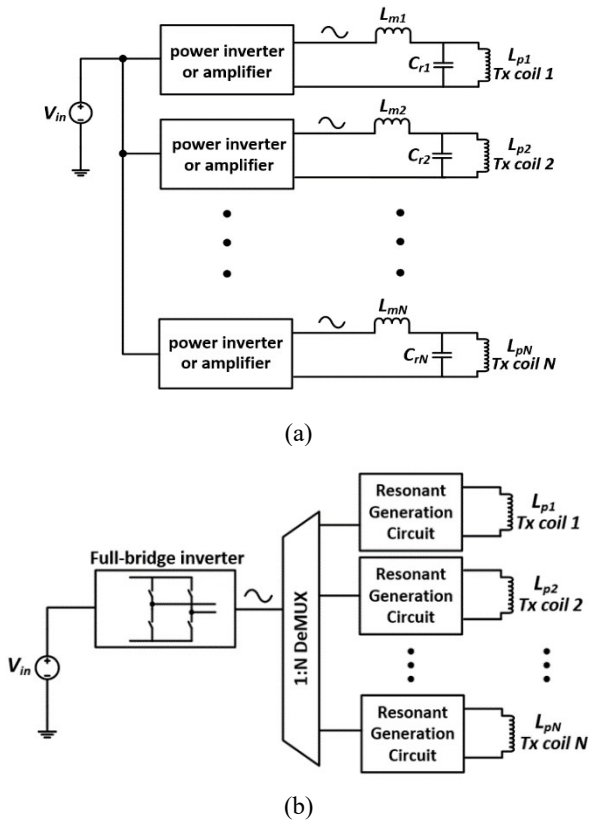 L_m1
power inverter
or amplifier
C_r1
L_p1
Tx coil 1
V_in
L_m2
power inverter
or amplifier
C_r2
L_p2
Tx coil 2
L_mN
power inverter
or amplifier
C_rN
L_pN
Tx coil N
(a)
Full-bridge inverter
V_in
1:N DeMUX
Resonant
Generation
Circuit
L_p1
Tx coil 1
Resonant
Generation
Circuit
L_p2
Tx coil 2
Resonant
Generation
Circuit
L_pN
Tx coil N
(b)